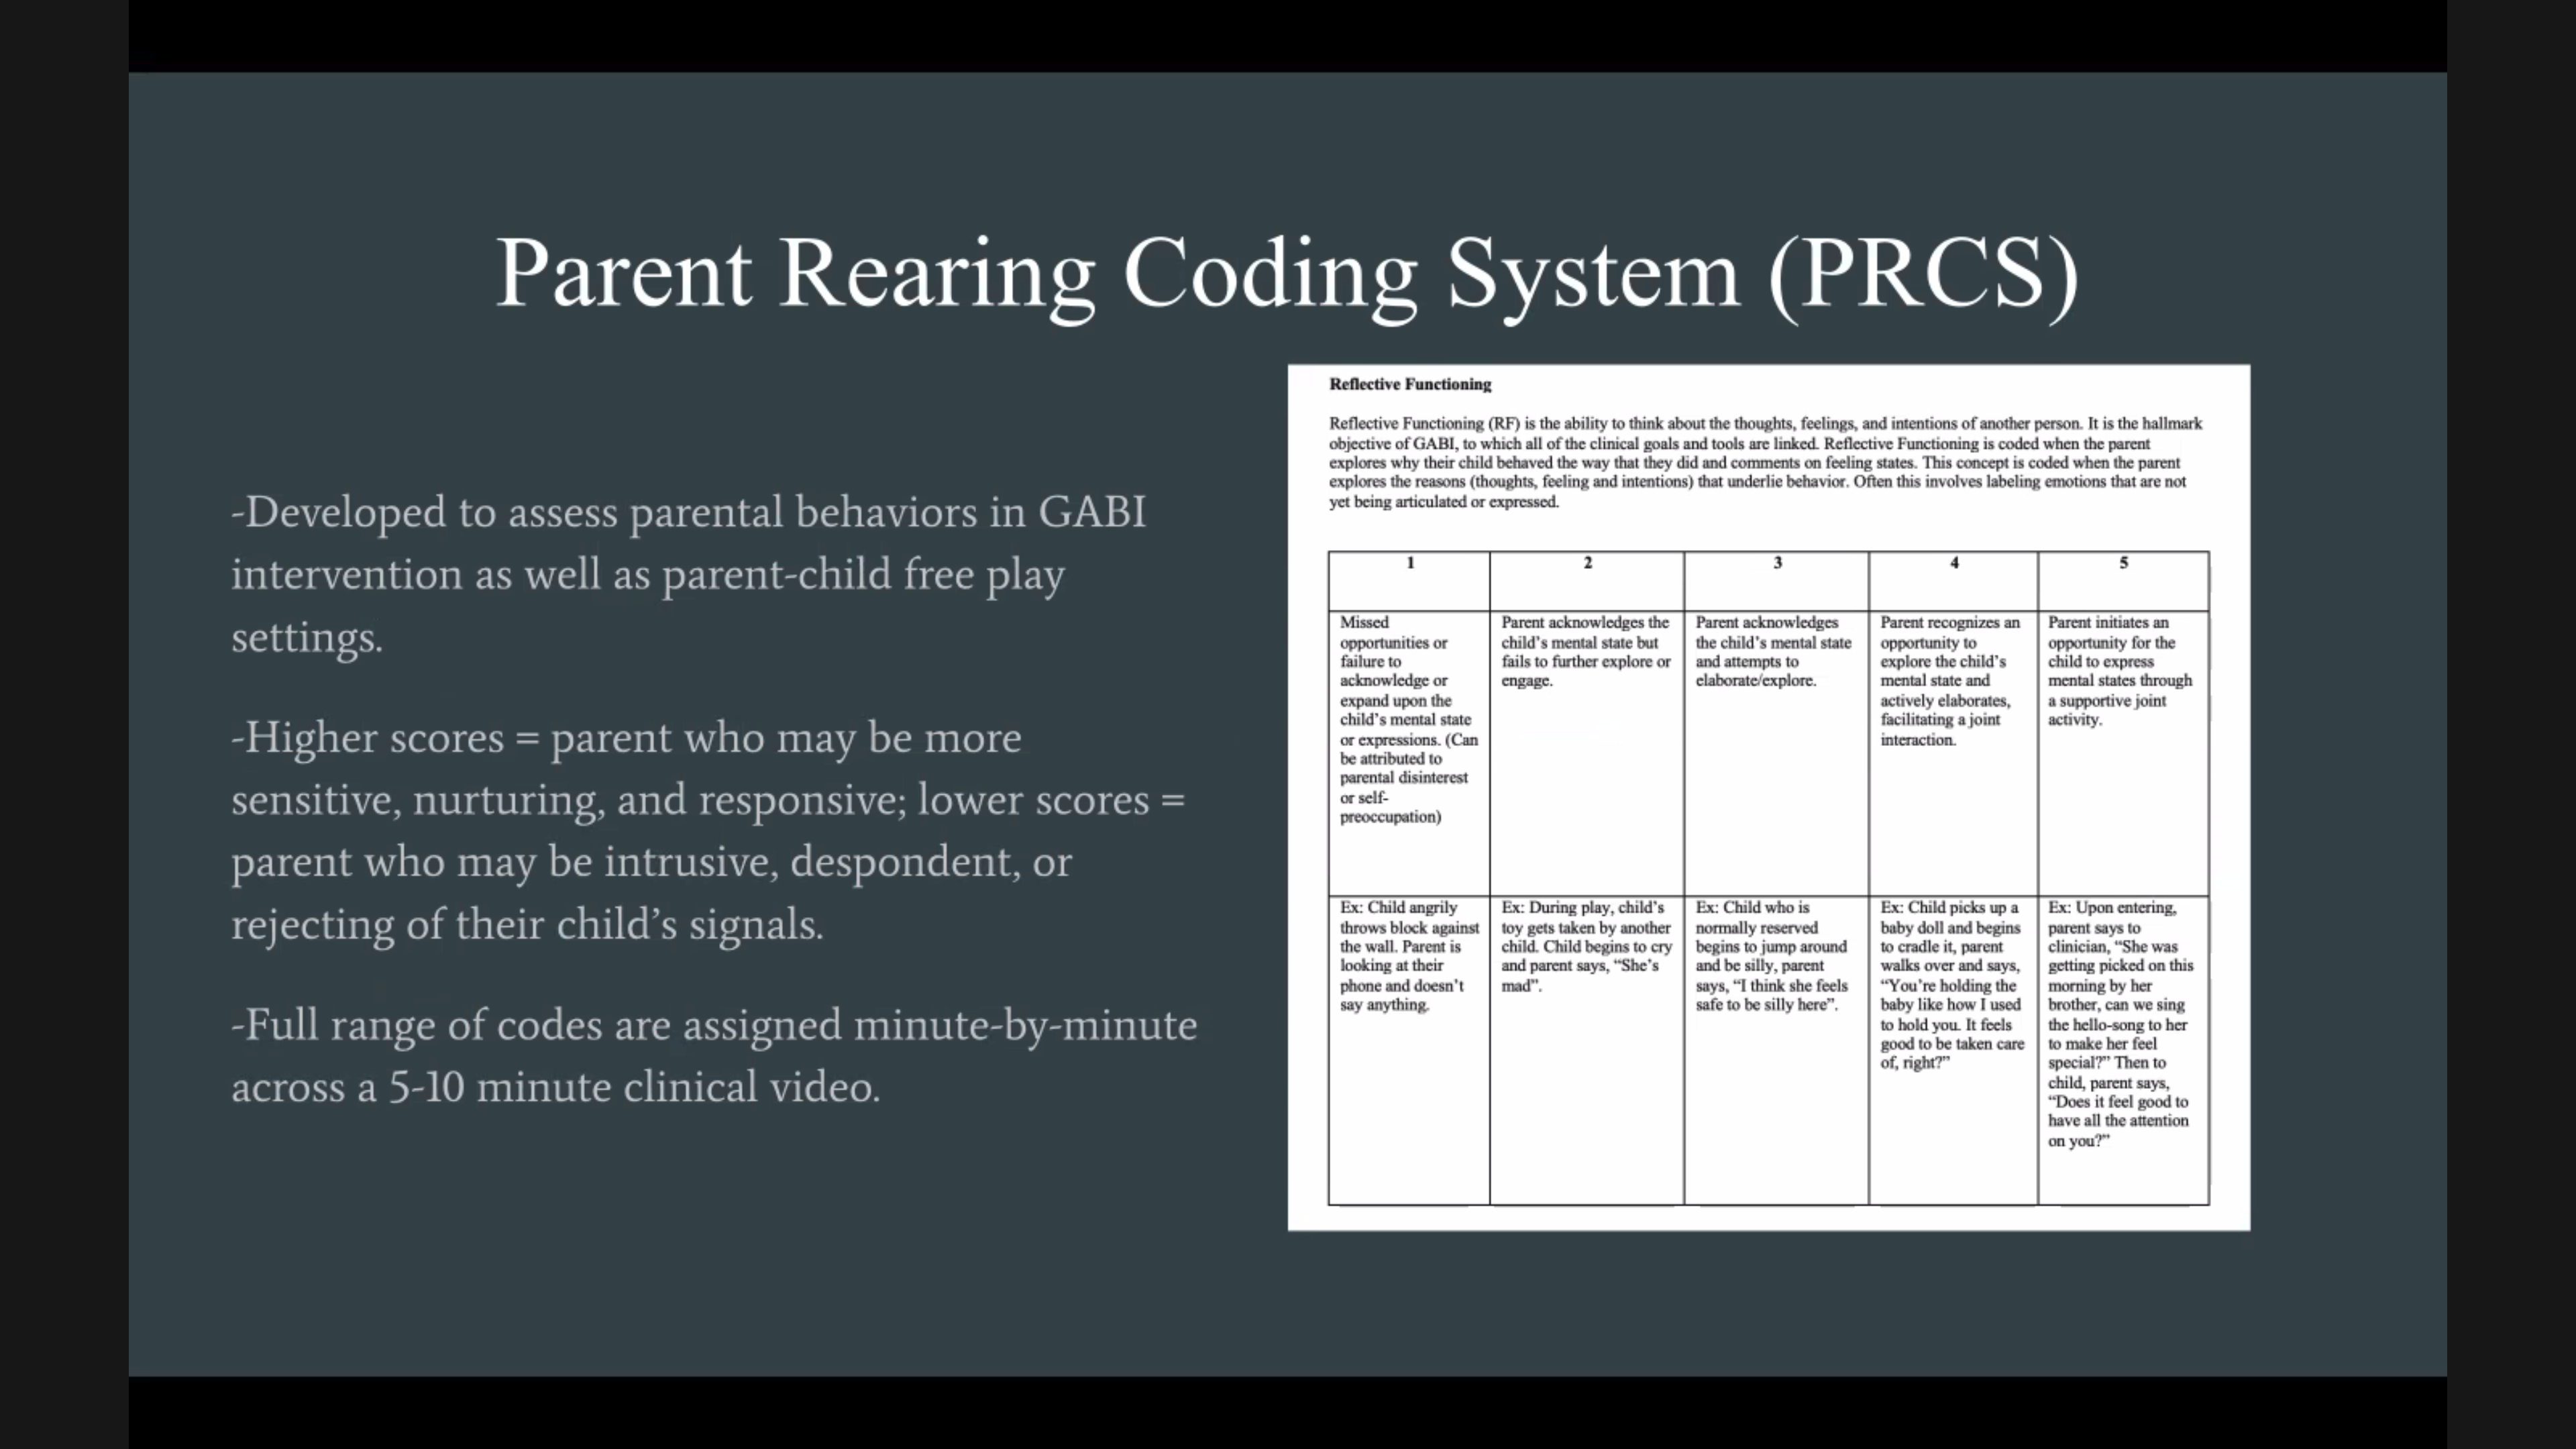 Parent Rearing Coding System (PRCS)
-Developed to assess parental behaviors in GABI
intervention as well as parent-child free play
settings.
-Higher scores = parent who may be more
sensitive, nurturing, and responsive; lower scores =
parent who may be intrusive, despondent, or
rejecting of their child’s signals.
-Full range of codes are assigned minute-by-minute
across a 5-10 minute clinical video.
Reflective Functioning
Reflective Functioning (RF) is the ability to think about the thoughts, feelings, and intentions of another person. It is the hallmark
objective of GABI, to which all of the clinical goals and tools are linked. Reflective Functioning is coded when the parent
explores why their child behaved the way that they did and comments on feeling states. This concept is coded when the parent
explores the reasons (thoughts, feeling and intentions) that underlie behavior. Often this involves labeling emotions that are not
yet being articulated or expressed.
1
2
3
4
5
Missed
opportunities or
failure to
acknowledge or
expand upon the
child’s mental state
or expressions. (Can
be attributed to
parental disinterest
or self-
preoccupation)
Parent acknowledges the
child’s mental state but
fails to further explore or
engage.
Parent acknowledges
the child’s mental state
and attempts to
elaborate/explore.
Parent recognizes an
opportunity to
explore the child’s
mental state and
actively elaborates,
facilitating a joint
interaction.
Parent initiates an
opportunity for the
child to express
mental states through
a supportive joint
activity.
Ex: Child angrily
throws block against
the wall. Parent is
looking at their
phone and doesn’t
say anything.
Ex: During play, child’s
toy gets taken by another
child. Child begins to cry
and parent says, “She’s
mad”.
Ex: Child who is
normally reserved
begins to jump around
and be silly, parent
says, “I think she feels
safe to be silly here”.
Ex: Child picks up a
baby doll and begins
to cradle it, parent
walks over and says,
“You’re holding the
baby like how I used
to hold you. It feels
good to be taken care
of, right?”
Ex: Upon entering,
parent says to
clinician, “She was
getting picked on this
morning by her
brother, can we sing
the hello-song to her
to make her feel
special?” Then to
child, parent says,
“Does it feel good to
have all the attention
on you?”